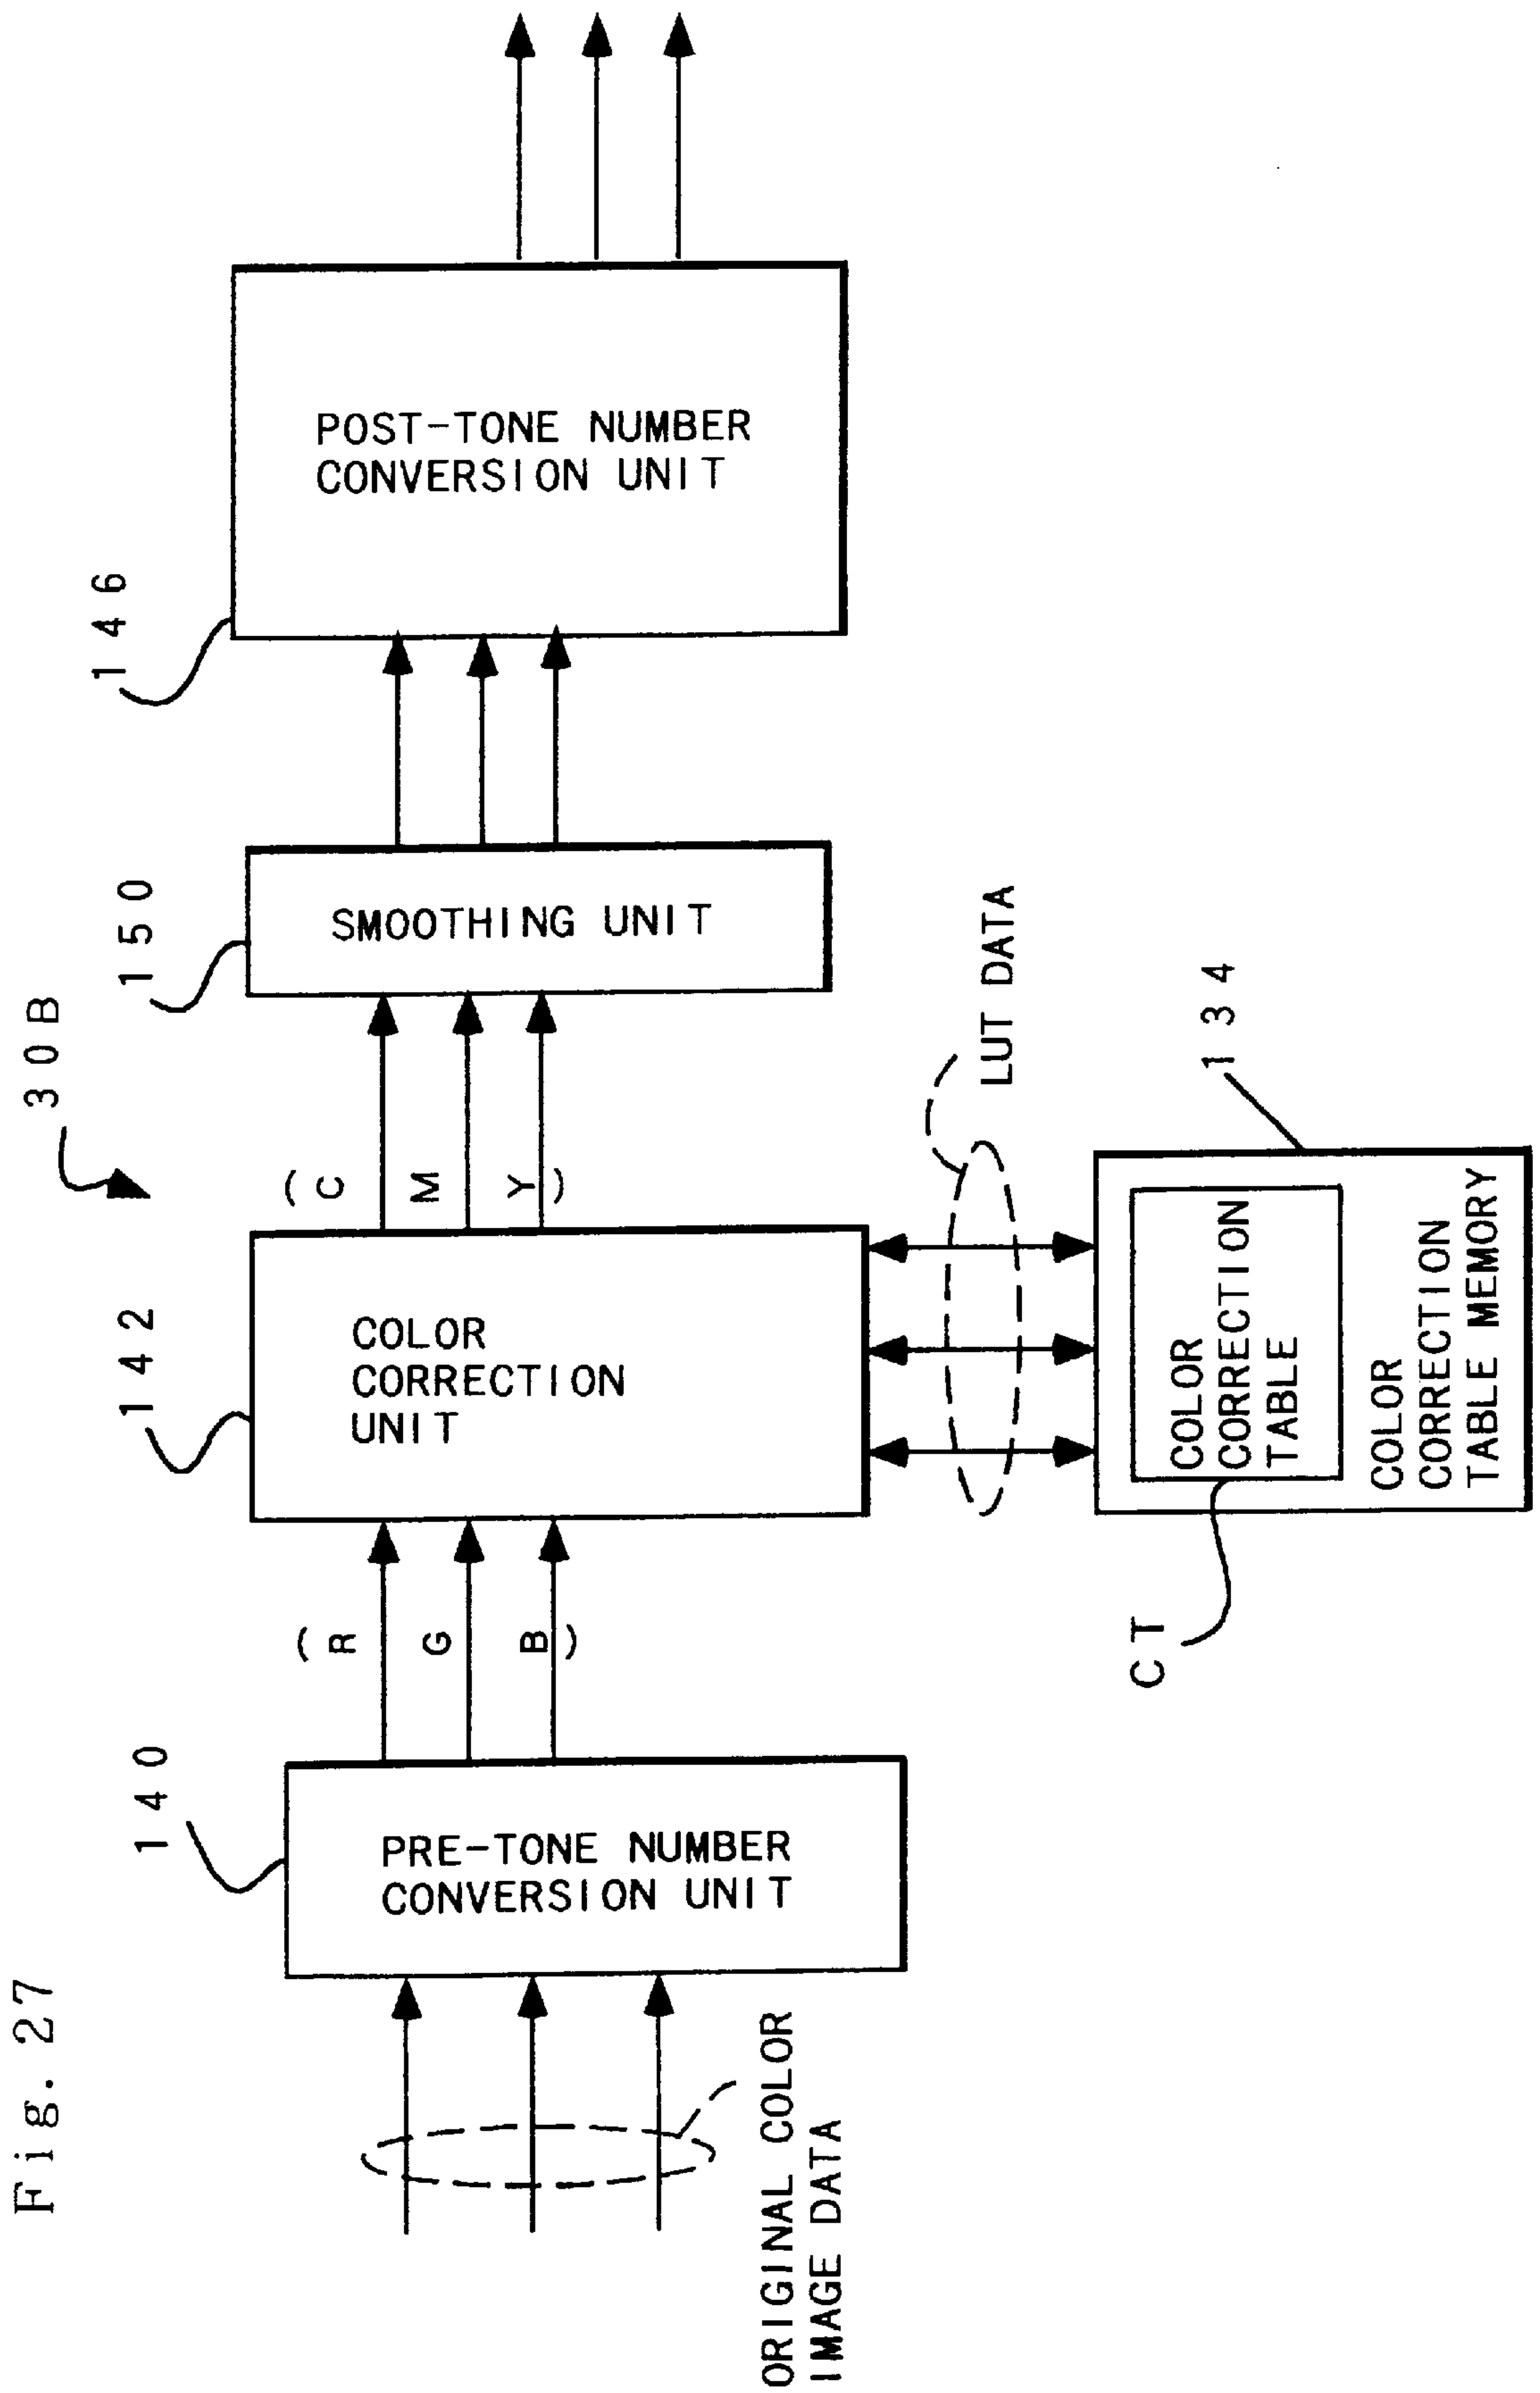 Fig. 27
30B
140
142
150
146
PRE-TONE NUMBER
CONVERSION UNIT
(R
G
B)
COLOR
CORRECTION
UNIT
(C
M
Y)
SMOOTHING UNIT
POST-TONE NUMBER
CONVERSION UNIT
ORIGINAL COLOR
IMAGE DATA
LUT DATA
CT
134
COLOR
CORRECTION
TABLE
COLOR
CORRECTION
TABLE MEMORY